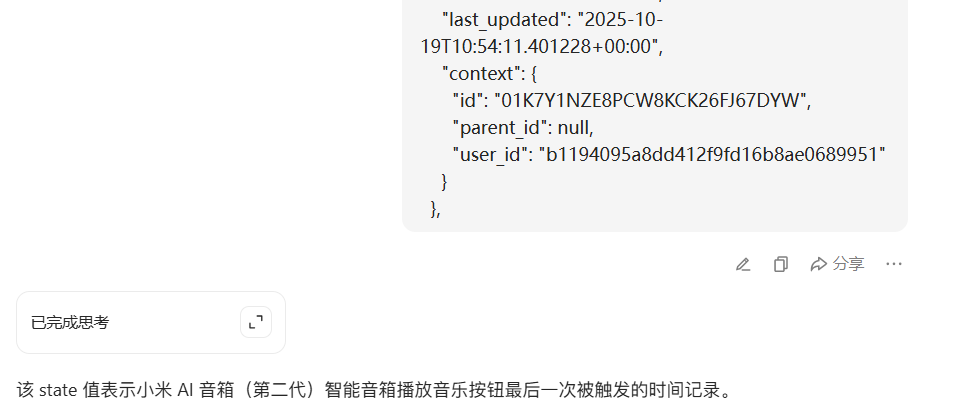 "last_updated": "2025-10-
19T10:54:11.401228+00:00",
"context": {
"id": "01K7Y1NZE8PCW8KCK26FJ67DYW",
"parent_id": null,
"user_id": "b1194095a8dd412f9fd16b8ae0689951"
}
},
分享
已完成思考
该 state 值表示小米 AI 音箱（第二代）智能音箱播放音乐按钮最后一次被触发的时间记录。